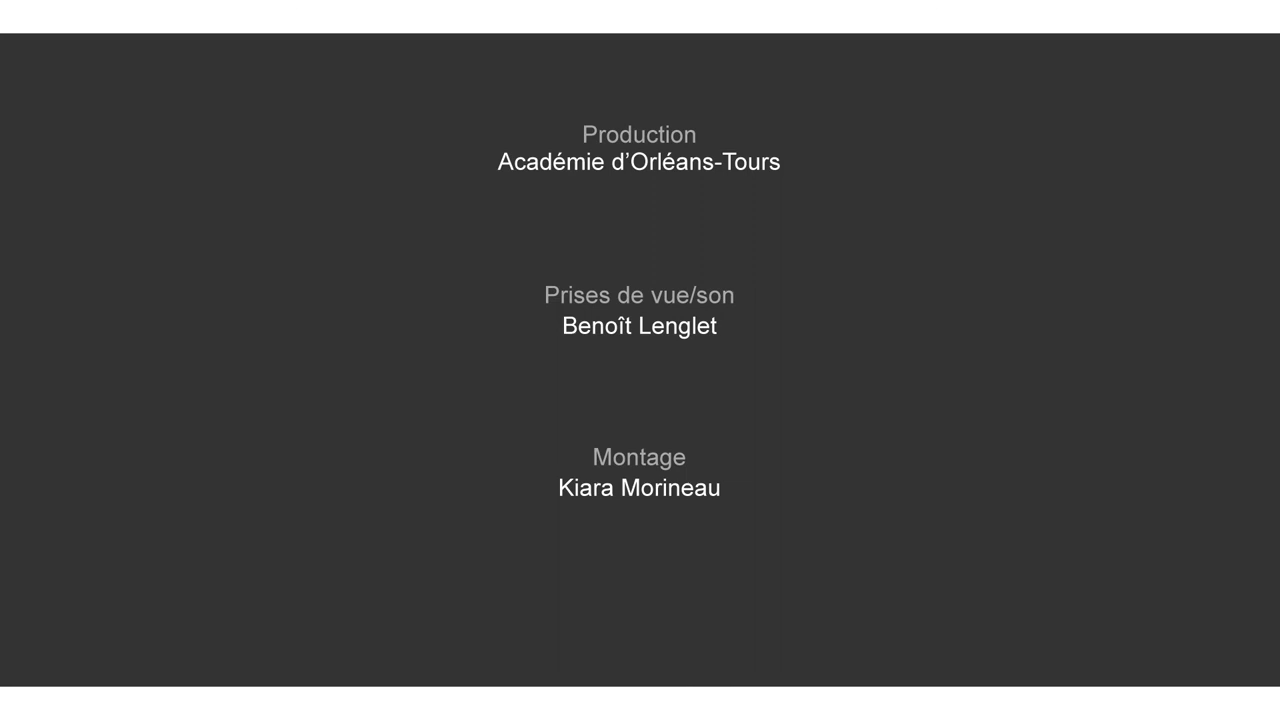 Production
Académie d’Orléans-Tours
Prises de vue/son
Benoît Lenglet
Montage
Kiara Morineau